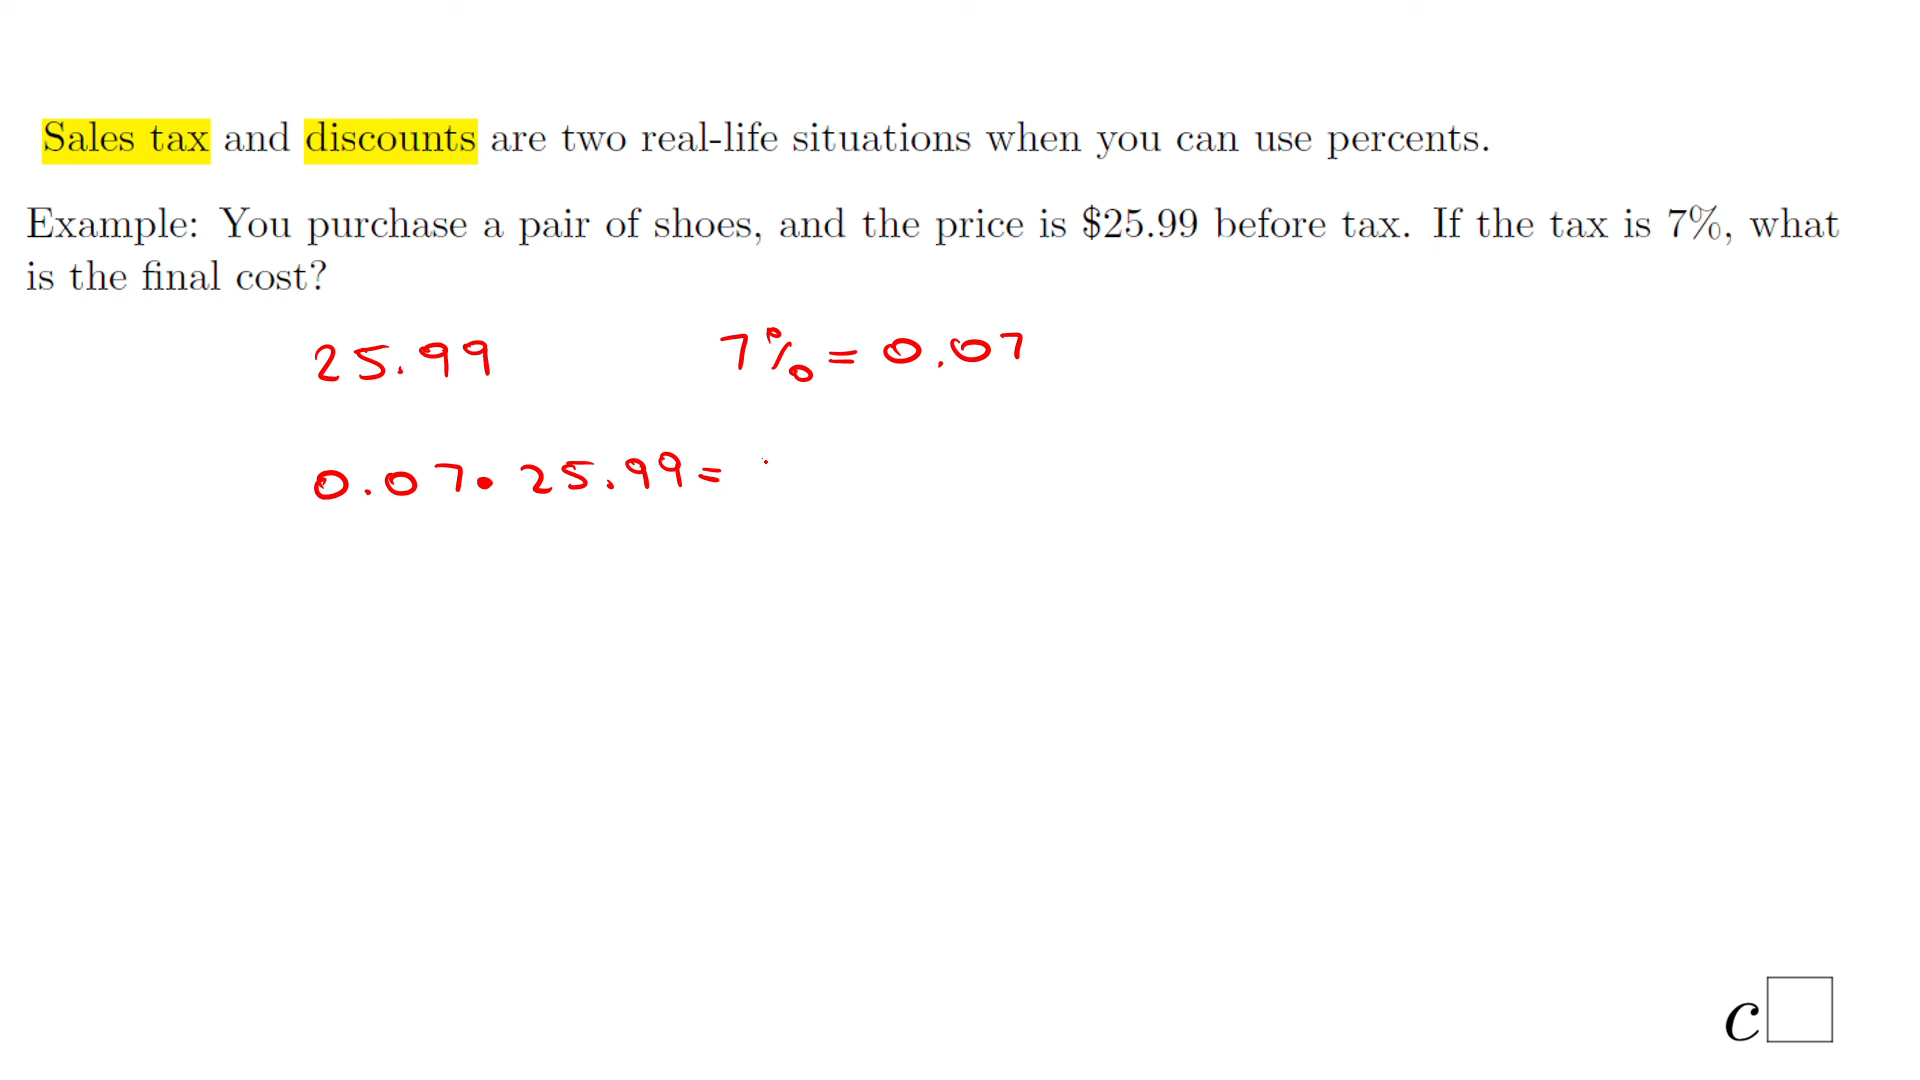 Sales tax and discounts are two real-life situations when you can use percents.
Example: You purchase a pair of shoes, and the price is $25.99 before tax. If the tax is 7%, what
is the final cost?
25.99 7% = 0.07
0.07 • 25.99 =
c